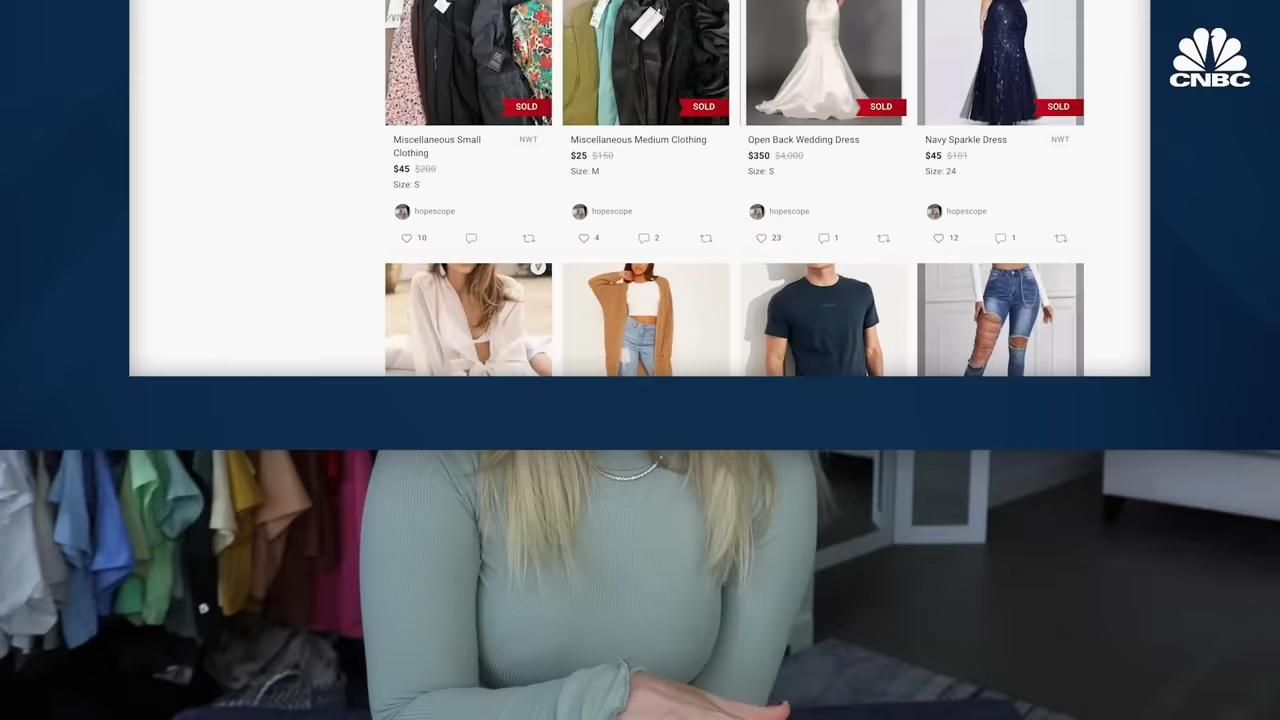 CNBC
SOLD
SOLD
SOLD
SOLD
Miscellaneous Small
Clothing
NWT
$45 $200
Size: S
Miscellaneous Medium Clothing
$25 $150
Size: M
Open Back Wedding Dress
$350 $4,000
Size: S
Navy Sparkle Dress
NWT
$45 $101
Size: 24
hopescope
hopescope
hopescope
hopescope
10
4
2
23
1
12
1